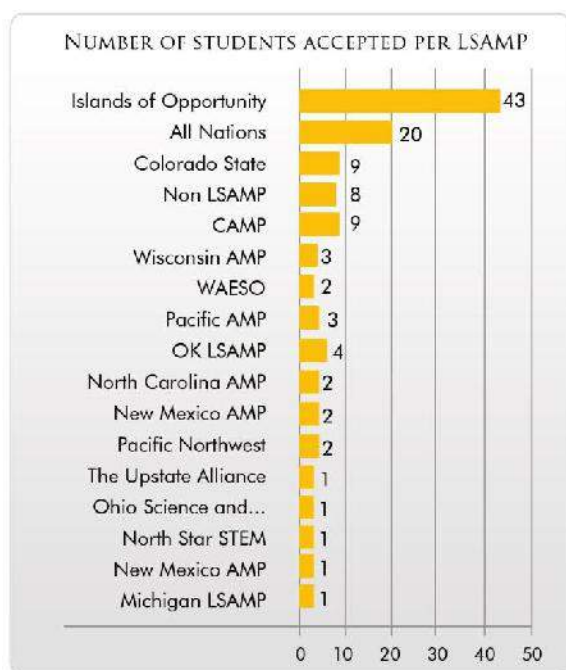 NUMBER OF STUDENTS ACCEPTED PER LSAMP
Islands of Opportunity 43
All Nations 20
Colorado State 9
Non LSAMP 8
CAMP 9
Wisconsin AMP 3
WAESO 2
Pacific AMP 3
OK LSAMP 4
North Carolina AMP 2
New Mexico AMP 2
Pacific Northwest 2
The Upstate Alliance 1
Ohio Science and... 1
North Star STEM 1
New Mexico AMP 1
Michigan LSAMP 1
0 10 20 30 40 50